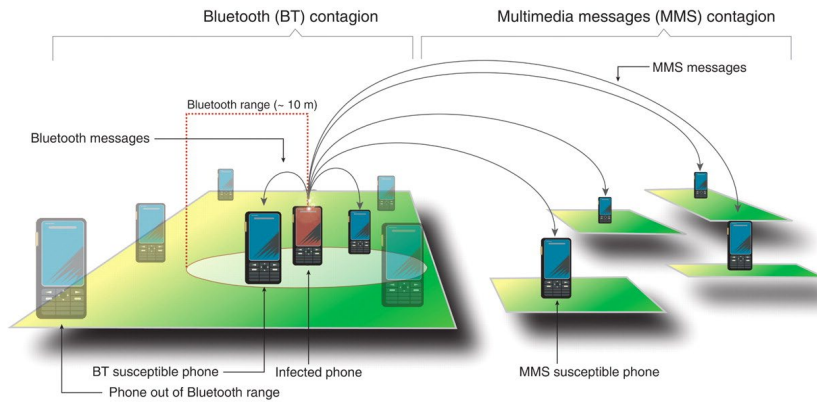 Bluetooth (BT) contagion
Multimedia messages (MMS) contagion
MMS messages
Bluetooth range (~ 10 m)
Bluetooth messages
BT susceptible phone
Infected phone
MMS susceptible phone
Phone out of Bluetooth range